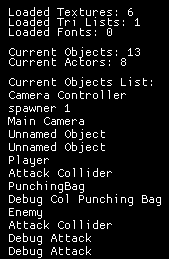 Loaded Textures: 6
Loaded Tri Lists: 1
Loaded Fonts: 0
Current Objects: 13
Current Actors: 8
Current Objects List:
Camera Controller
spawner 1
Main Camera
Unnamed Object
Unnamed Object
Player
Attack Collider
PunchingBag
Debug Col Punching Bag
Enemy
Attack Collider
Debug Attack
Debug Attack